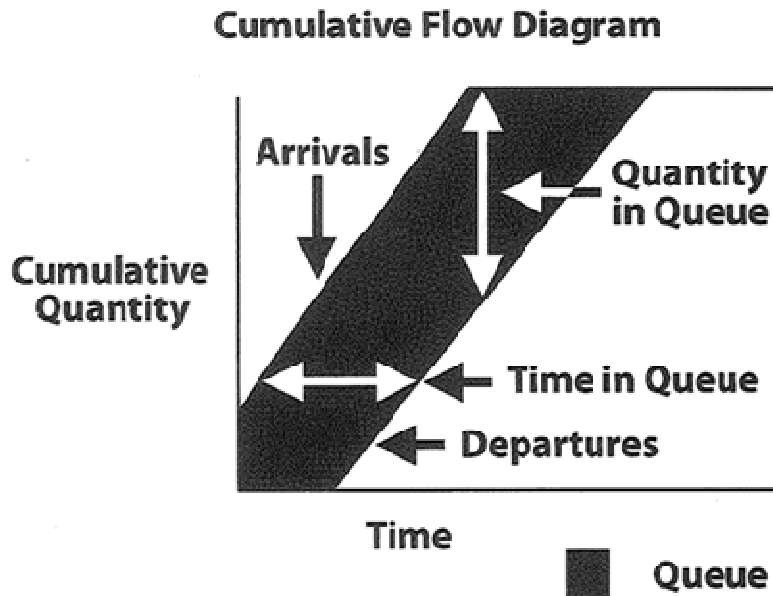 Cumulative Flow Diagram
Arrivals
Quantity
in Queue
Cumulative
Quantity
Time in Queue
Departures
Time
Queue